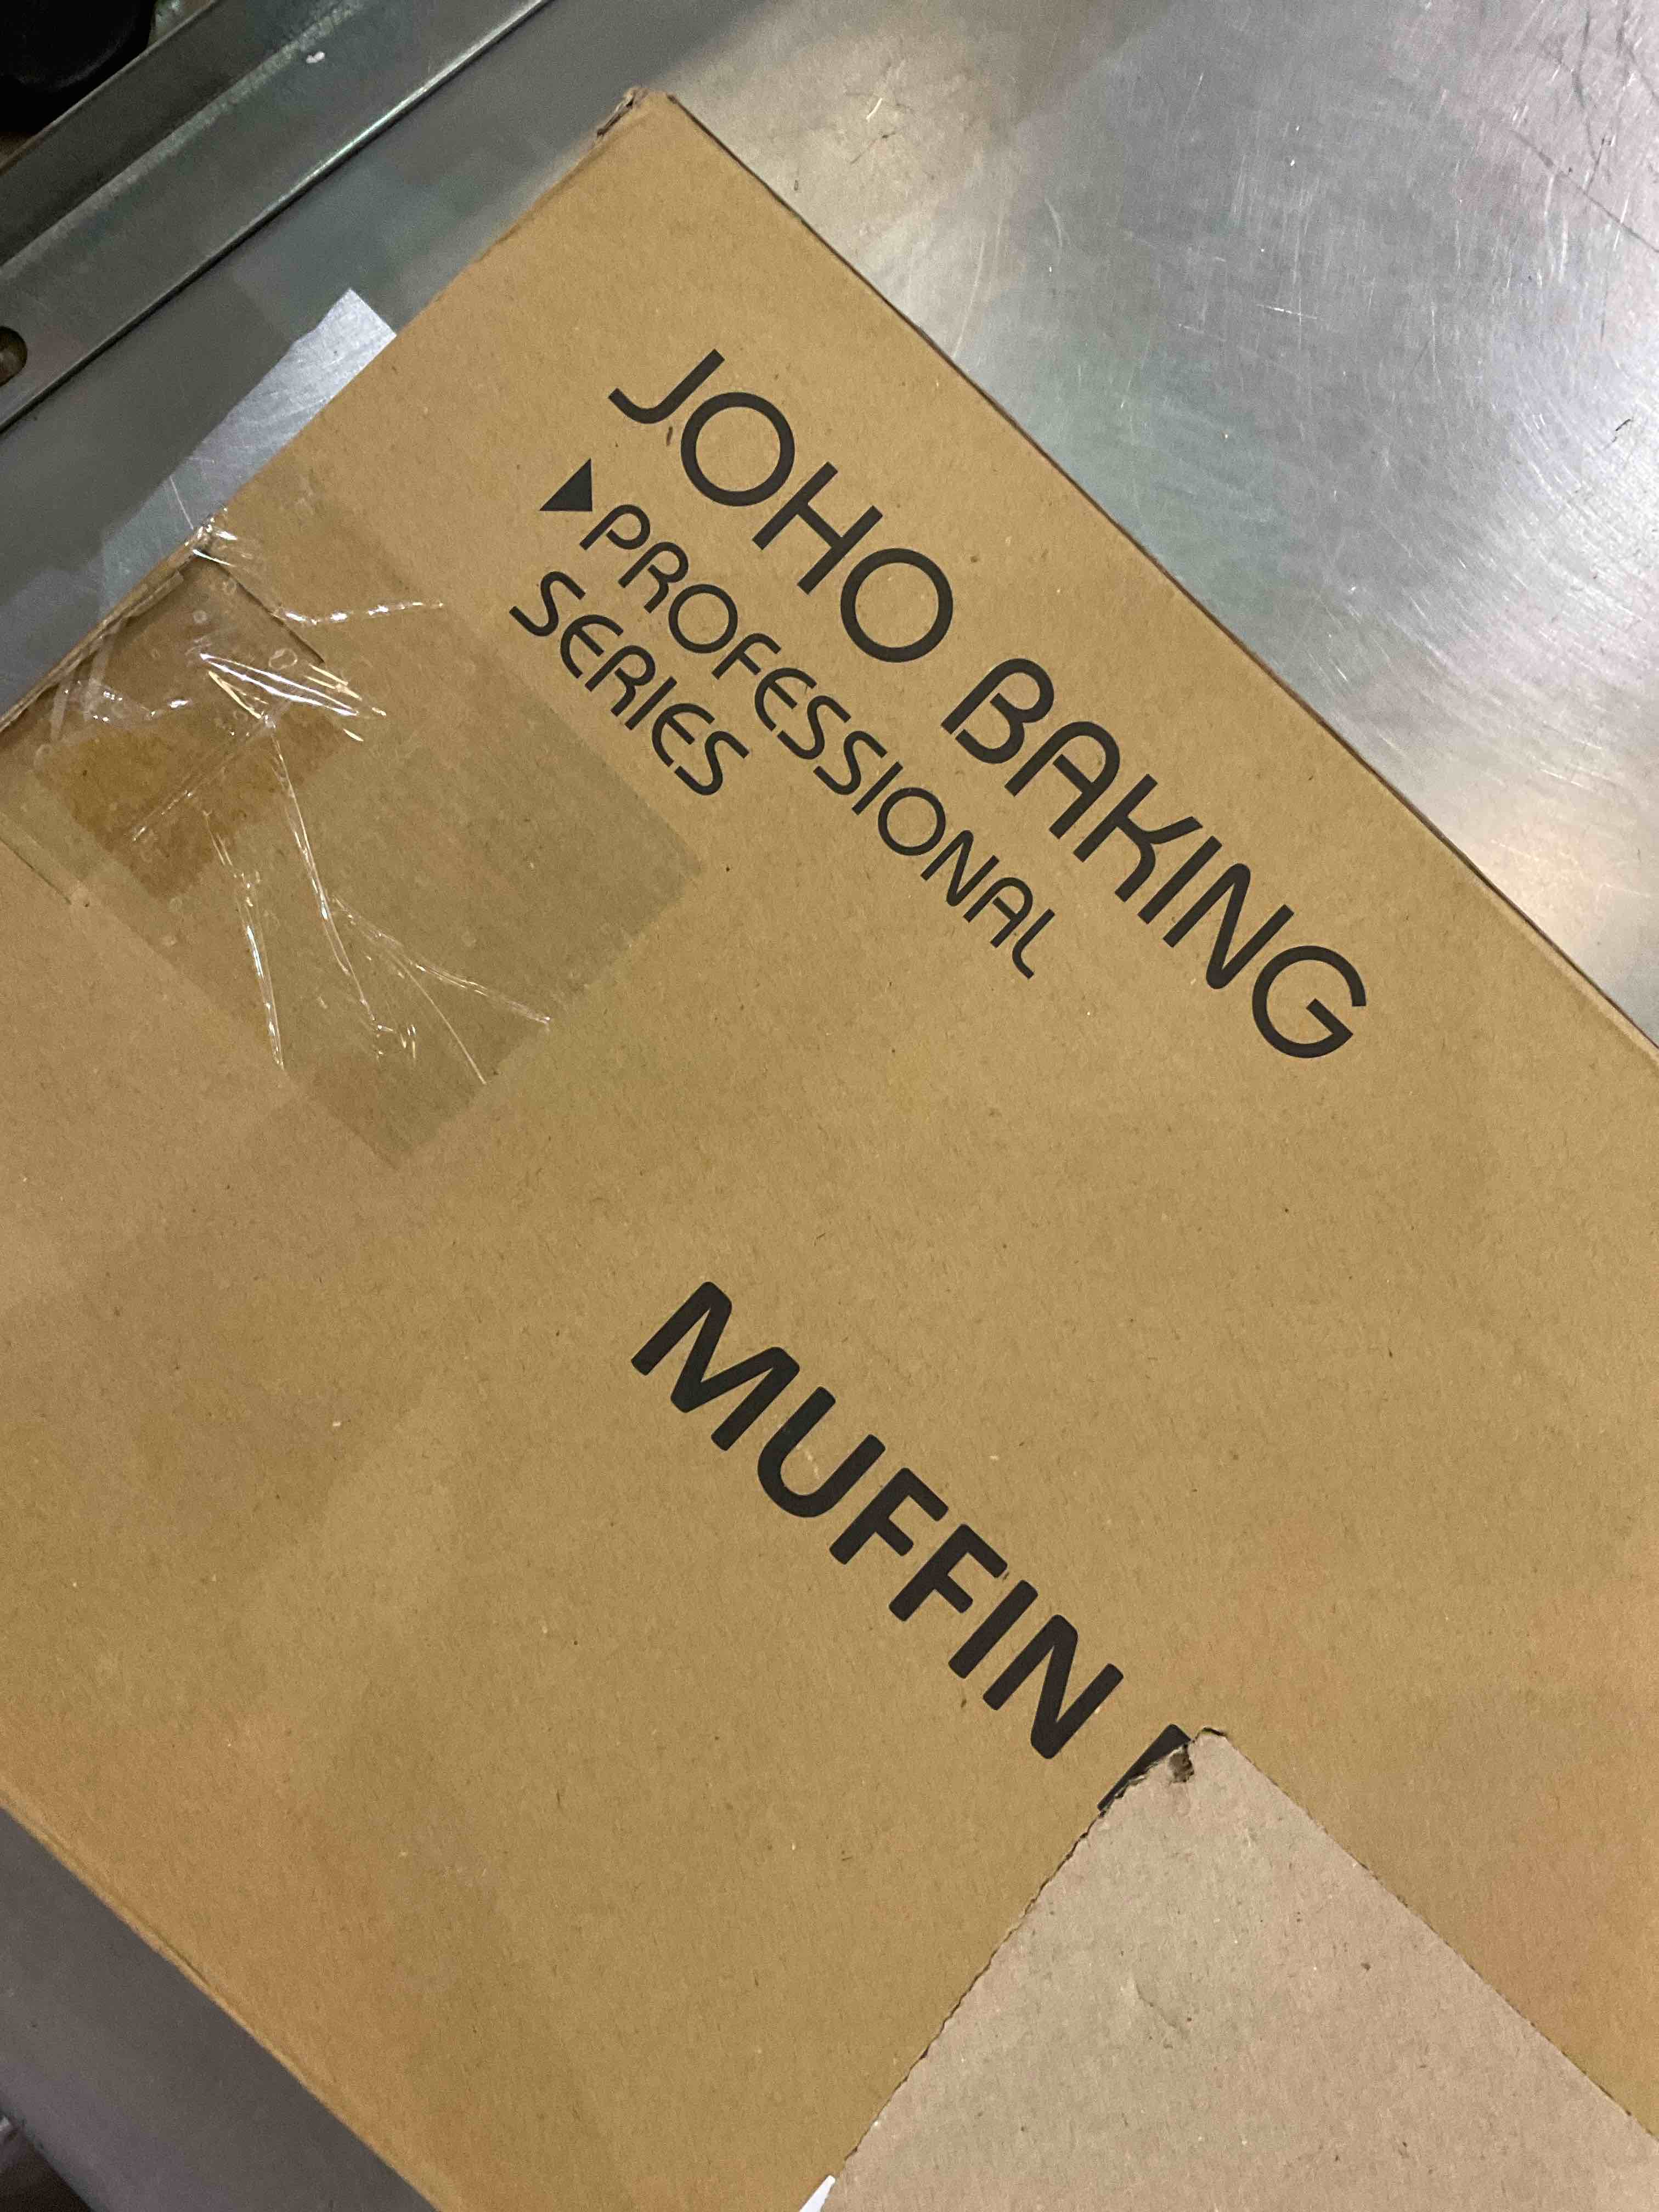 JOHO BAKING
▶PROFESSIONAL
SERIES
MUFFIN